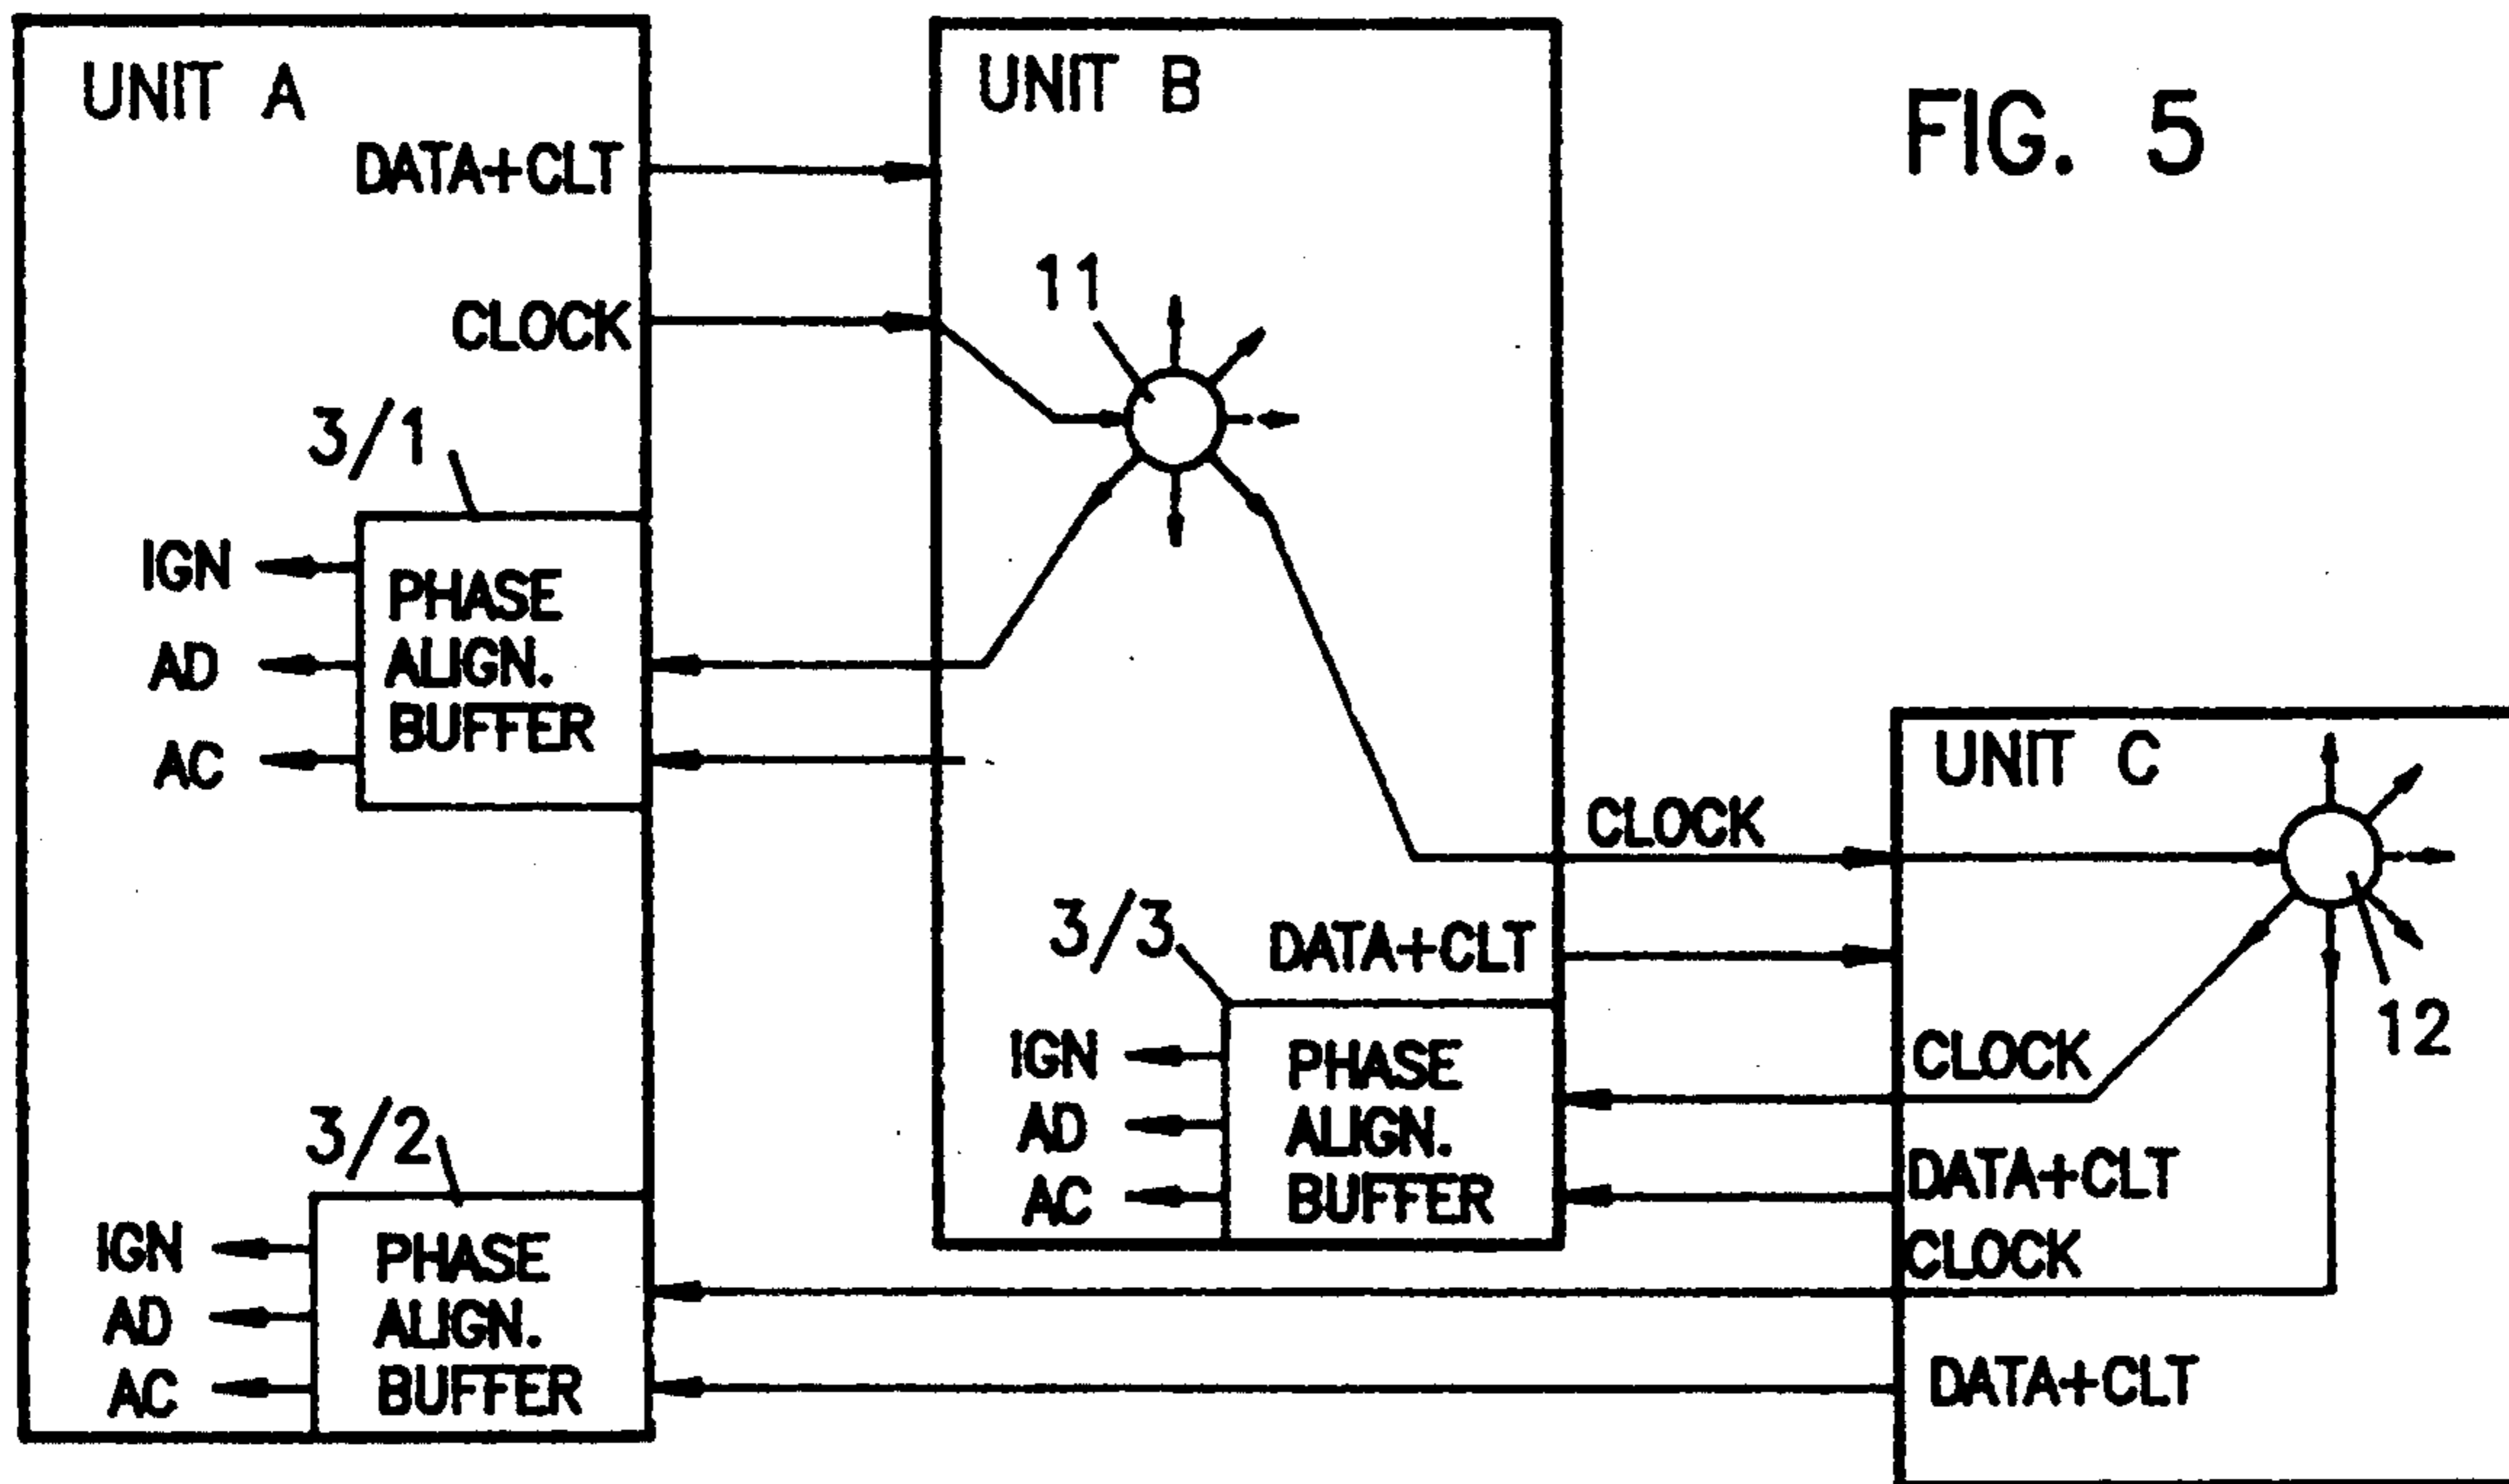 UNIT A
DATA+CLT
CLOCK
3/1
IGN
AD
AC
PHASE
ALIGN.
BUFFER
3/2
IGN
AD
AC
PHASE
ALIGN.
BUFFER
UNIT B
11
CLOCK
3/3
DATA+CLT
IGN
AD
AC
PHASE
ALIGN.
BUFFER
FIG. 5
UNIT C
12
CLOCK
DATA+CLT
CLOCK
DATA+CLT